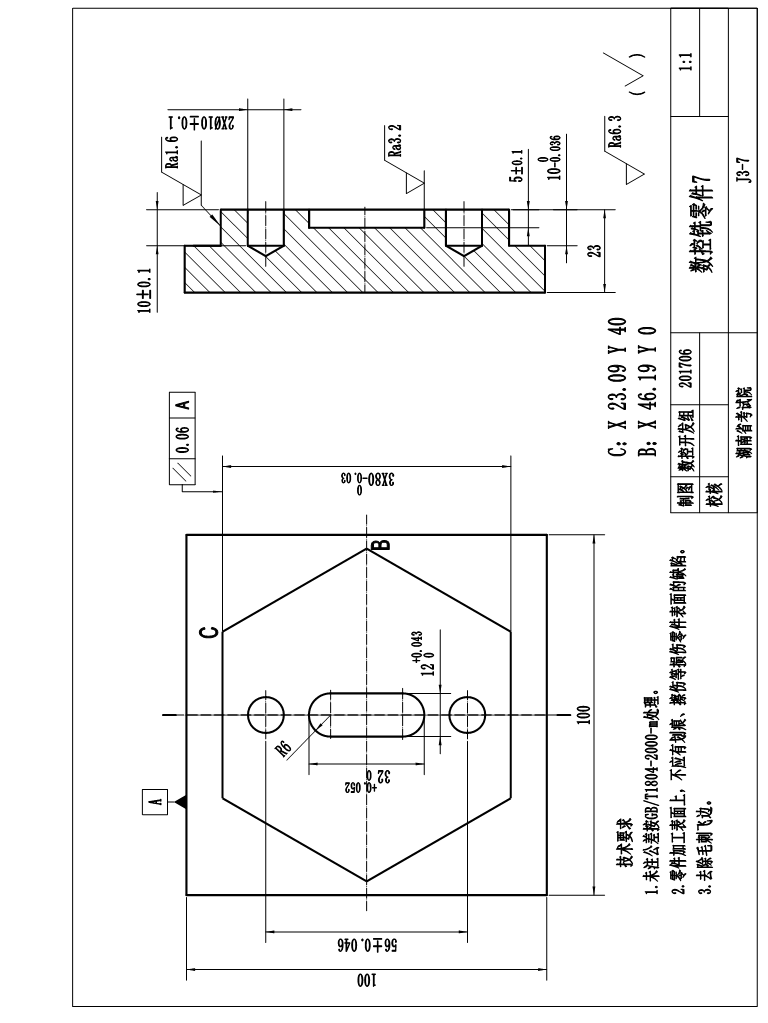 A
⫽ 0.06 A
C
B
R6
32 +0.052 0
12 +0.043 0
3X80 0 -0.03
56±0.046
100
100
10±0.1
Ra1.6
2XØ10±0.1
Ra3.2
5±0.1
10 0 -0.036
23
Ra6.3
(√)
C: X 23.09 Y 40
B: X 46.19 Y 0
技术要求
1.未注公差按GB/T1804-2000-m处理。
2.零件加工表面上，不应有划痕、擦伤等损伤零件表面的缺陷。
3.去除毛刺飞边。
制图 数控开发组 201706 数控铣零件7 1:1
校核
湖南省考试院 J3-7